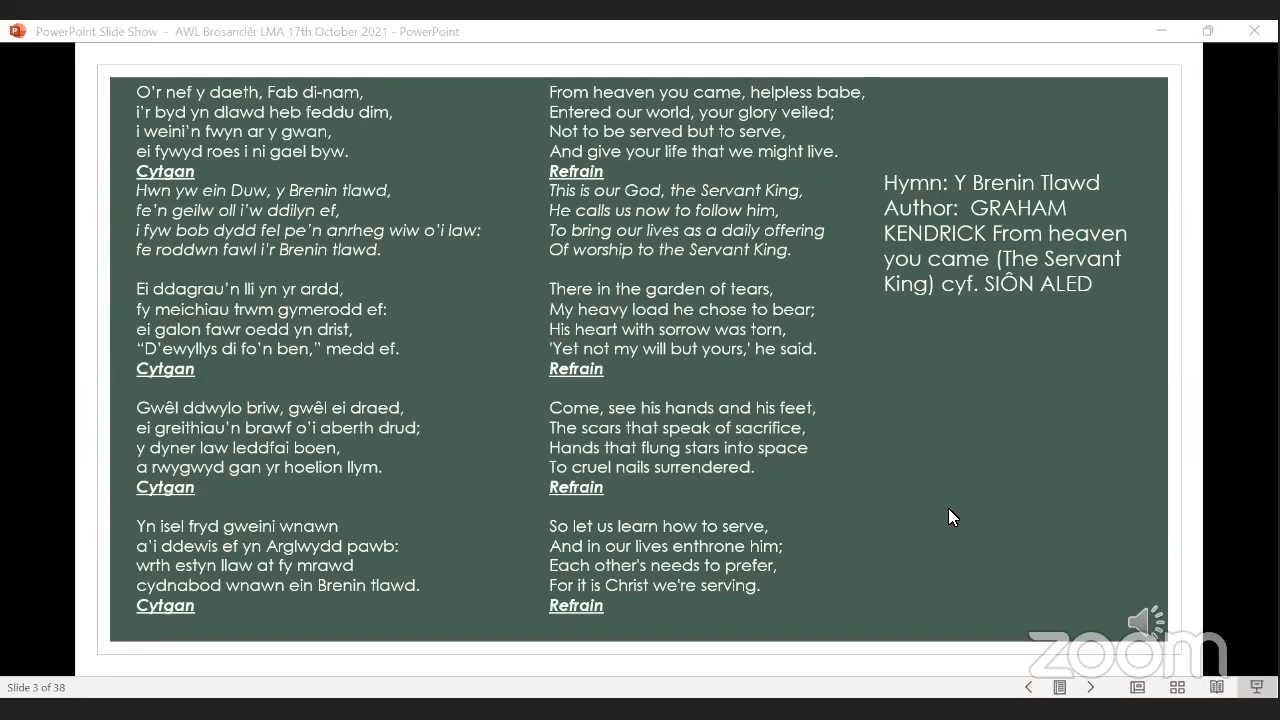 PowerPoint Slide Show - AWL Brosanclêr LMA 17th October 2021 - PowerPoint
O’r nef y daeth, Fab di-nam,
i’r byd yn dlawd heb feddu dim,
i weini’n fwyn ar y gwan,
ei fywyd roes i ni gael byw.
Cytgan
Hwn yw ein Duw, y Brenin tlawd,
fe’n geilw oll i’w ddilyn ef,
i fyw bob dydd fel pe’n anrheg wiw o’i law:
fe roddwn fawl i’r Brenin tlawd.
Ei ddagrau’n lli yn yr ardd,
fy meichiau trwm gymerodd ef:
ei galon fawr oedd yn drist,
“D’ewyllys di fo’n ben,” medd ef.
Cytgan
Gwêl ddwylo briw, gwêl ei draed,
ei greithiau’n brawf o’i aberth drud;
y dyner law leddfai boen,
a rwygwyd gan yr hoelion llym.
Cytgan
Yn isel fryd gweini wnawn
a’i ddewis ef yn Arglwydd pawb:
wrth estyn llaw at fy mrawd
cydnabod wnawn ein Brenin tlawd.
Cytgan
From heaven you came, helpless babe,
Entered our world, your glory veiled;
Not to be served but to serve,
And give your life that we might live.
Refrain
This is our God, the Servant King,
He calls us now to follow him,
To bring our lives as a daily offering
Of worship to the Servant King.
There in the garden of tears,
My heavy load he chose to bear;
His heart with sorrow was torn,
'Yet not my will but yours,' he said.
Refrain
Come, see his hands and his feet,
The scars that speak of sacrifice,
Hands that flung stars into space
To cruel nails surrendered.
Refrain
So let us learn how to serve,
And in our lives enthrone him;
Each other's needs to prefer,
For it is Christ we're serving.
Refrain
Hymn: Y Brenin Tlawd
Author: GRAHAM
KENDRICK From heaven
you came (The Servant
King) cyf. SIÔN ALED
zoom
Slide 3 of 38